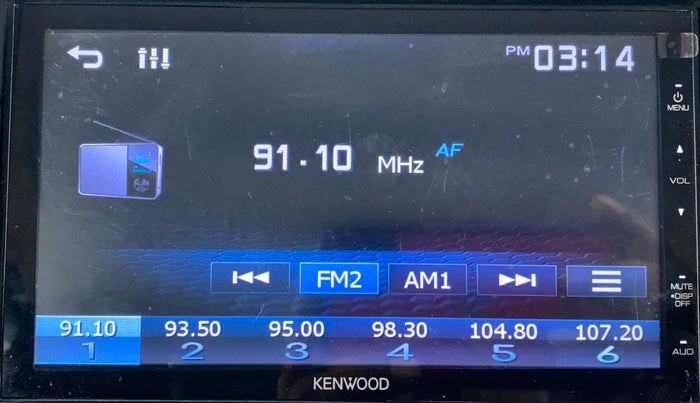 PM 03:14
91.10 MHz AF
FM2 AM1
91.10 93.50 95.00 98.30 104.80 107.20
1 2 3 4 5 6
KENWOOD
MENU
VOL
MUTE
•DISP
OFF
AUD